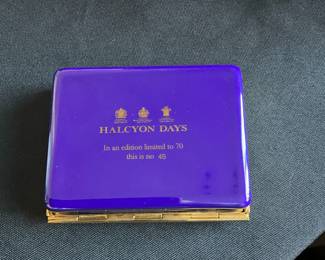 HALCYON DAYS
In an edition limited to 70
this is no 45